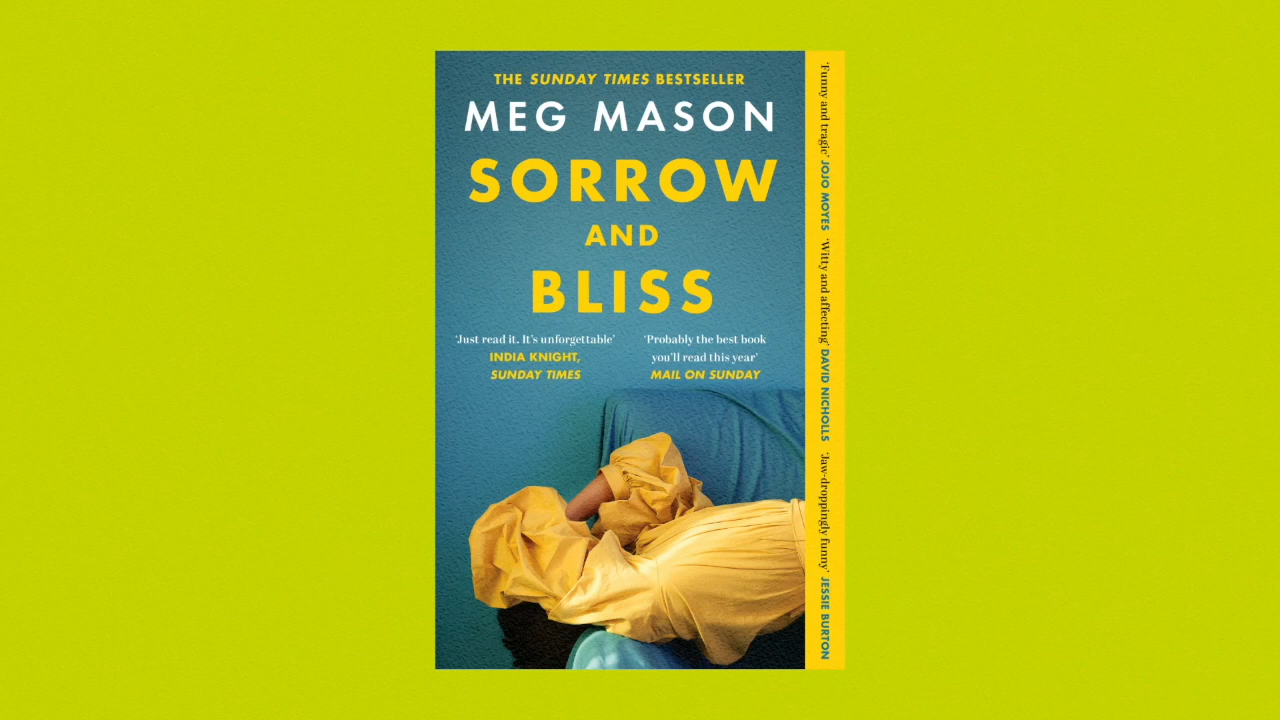 THE SUNDAY TIMES BESTSELLER
MEG MASON
SORROW
AND
BLISS
‘Just read it. It’s unforgettable’
INDIA KNIGHT,
SUNDAY TIMES
‘Probably the best book
you’ll read this year’
MAIL ON SUNDAY
‘Funny and tragic’ JOJO MOYES ‘Witty and affecting’ DAVID NICHOLLS ‘Jaw-droppingly funny’ JESSIE BURTON